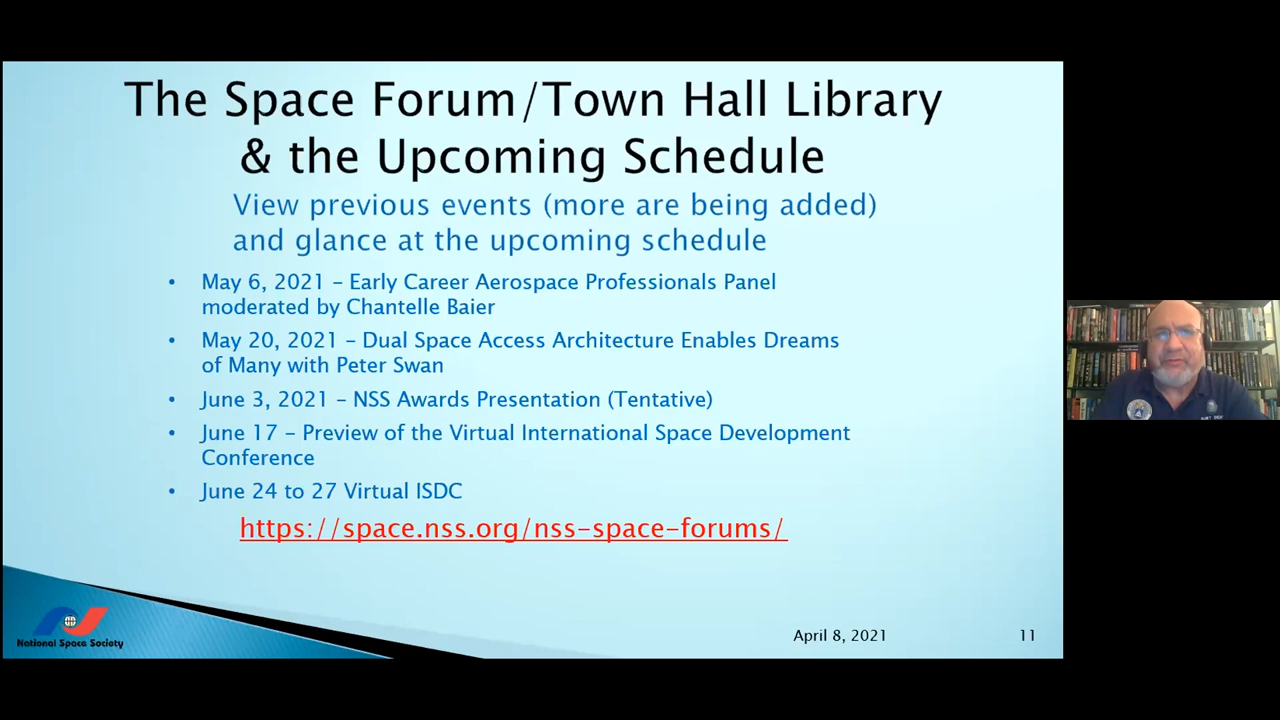 The Space Forum/Town Hall Library
& the Upcoming Schedule
View previous events (more are being added)
and glance at the upcoming schedule
• May 6, 2021 – Early Career Aerospace Professionals Panel
moderated by Chantelle Baier
• May 20, 2021 – Dual Space Access Architecture Enables Dreams
of Many with Peter Swan
• June 3, 2021 – NSS Awards Presentation (Tentative)
• June 17 – Preview of the Virtual International Space Development
Conference
• June 24 to 27 Virtual ISDC
https://space.nss.org/nss-space-forums/
National Space Society
April 8, 2021
11